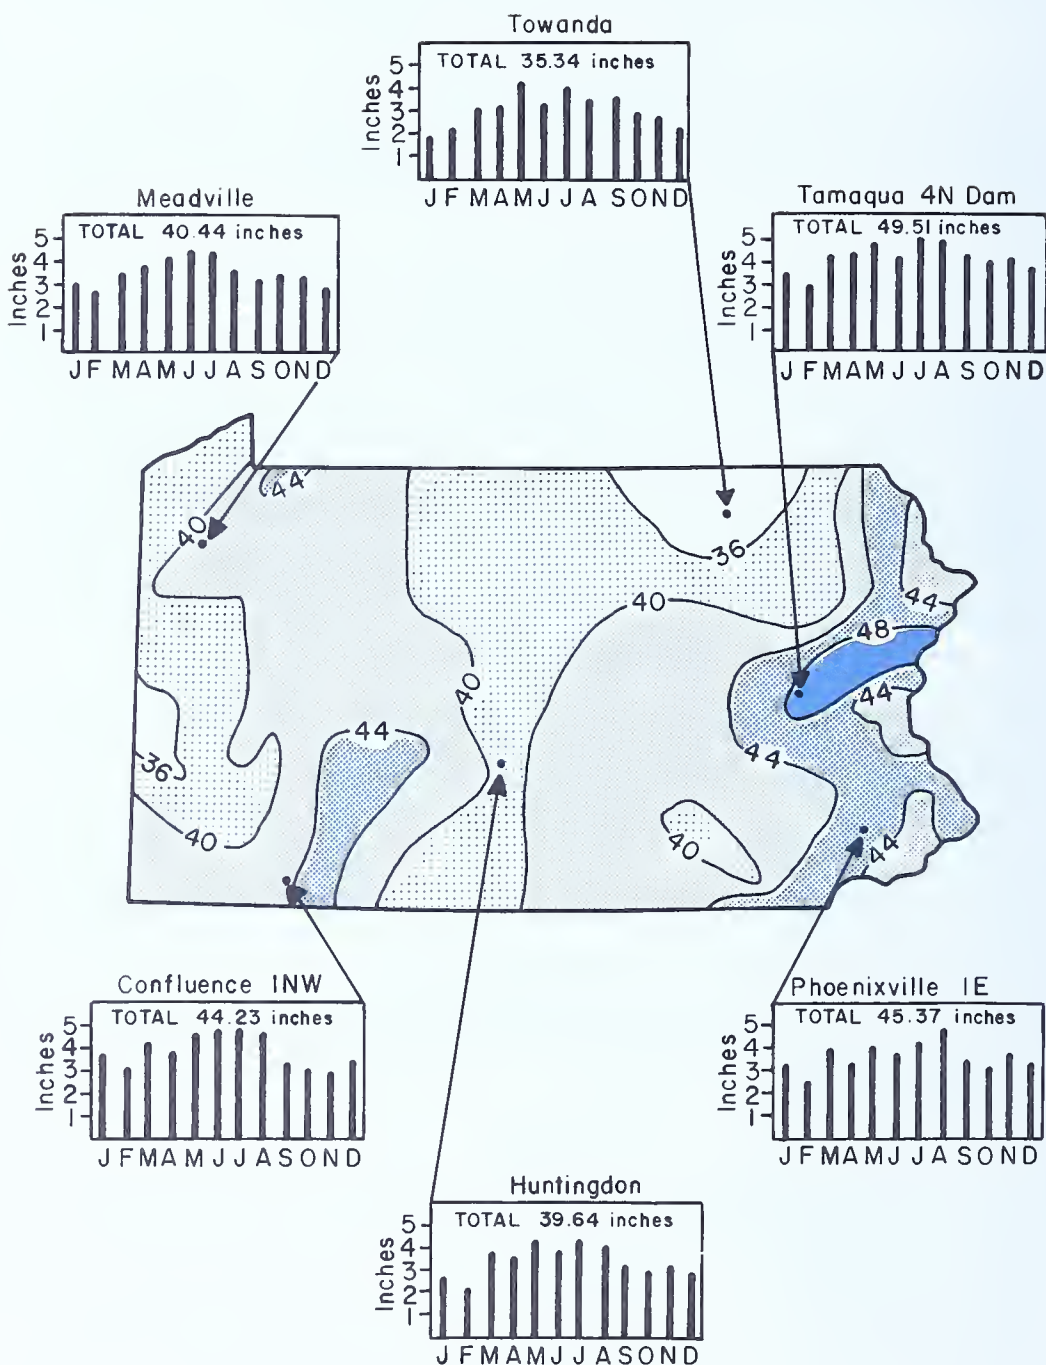 Towanda
TOTAL 35.34 inches
5
4
3
2
1
Inches
J F M A M J J A S O N D
Meadville
TOTAL 40.44 inches
5
4
3
2
1
Inches
J F M A M J J A S O N D
Tamaqua 4N Dam
TOTAL 49.51 inches
5
4
3
2
1
Inches
J F M A M J J A S O N D
44
40
36
40
44
48
40
44
44
36
44
40
40
44
Confluence 1NW
TOTAL 44.23 inches
5
4
3
2
1
Inches
J F M A M J J A S O N D
Phoenixville 1E
TOTAL 45.37 inches
5
4
3
2
1
Inches
J F M A M J J A S O N D
Huntingdon
TOTAL 39.64 inches
5
4
3
2
1
Inches
J F M A M J J A S O N D